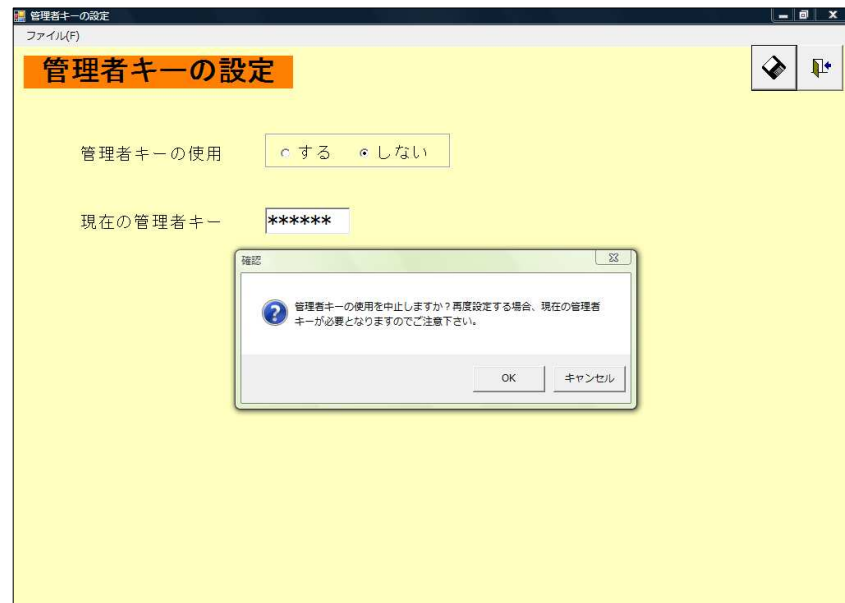 管理者キーの設定
ファイル(F)
管理者キーの設定
管理者キーの使用 する しない
現在の管理者キー ******
確認
管理者キーの使用を中止しますか?再度設定する場合、現在の管理者
キーが必要となりますのでご注意下さい。
OK キャンセル